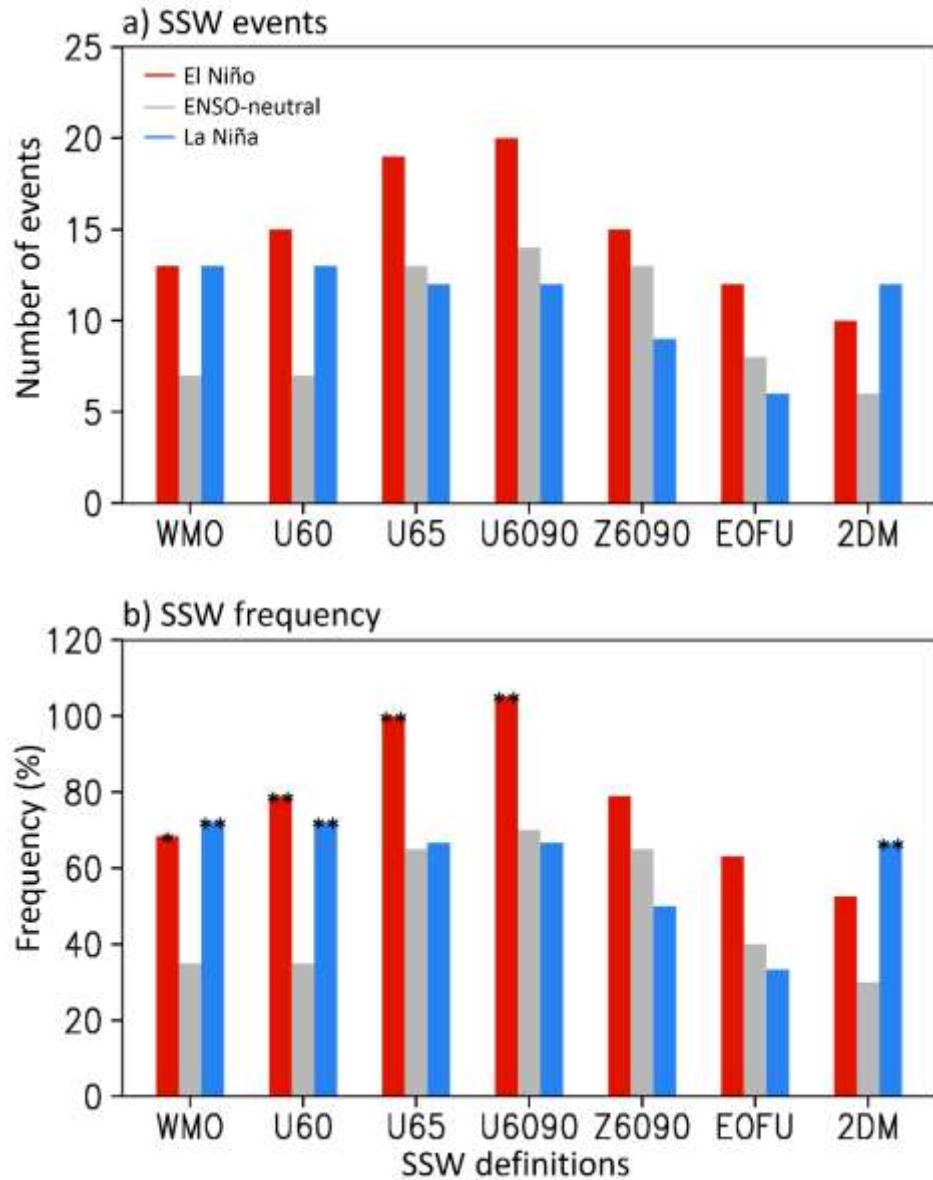 a) SSW events
25
20
15
10
5
0
Number of events
El Niño
ENSO-neutral
La Niña
WMO U60 U65 U6090 Z6090 EOFU 2DM
b) SSW frequency
120
100
80
60
40
20
0
Frequency (%)
* ** ** ** ** ** **
WMO U60 U65 U6090 Z6090 EOFU 2DM
SSW definitions